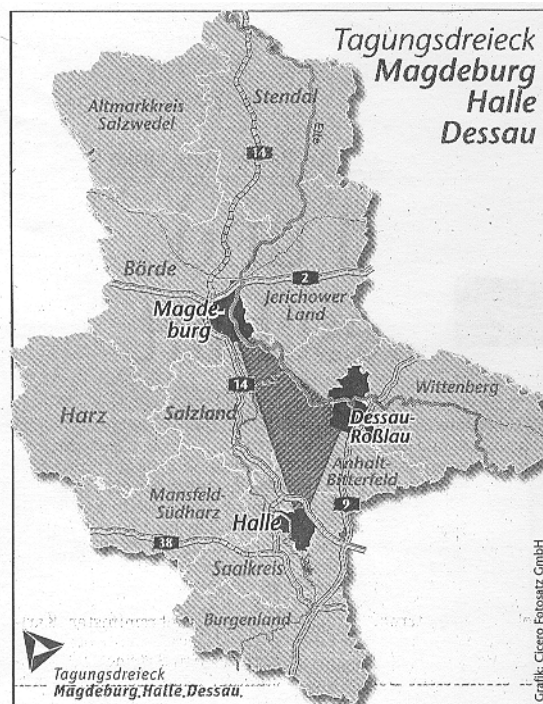 Tagungsdreieck
Magdeburg
Halle
Dessau
Altmarkkreis
Salzwedel
Stendal
Elbe
14
Börde
2
Magde-
burg
Jerichower
Land
14
Wittenberg
Harz
Salzland
Dessau-
Roßlau
Anhalt-
Bitterfeld
Mansfeld-
Südharz
Halle
9
38
Saalkreis
Burgenland
Tagungsdreieck
Magdeburg.Halle.Dessau.
Grafik: Cicero Fotosatz GmbH